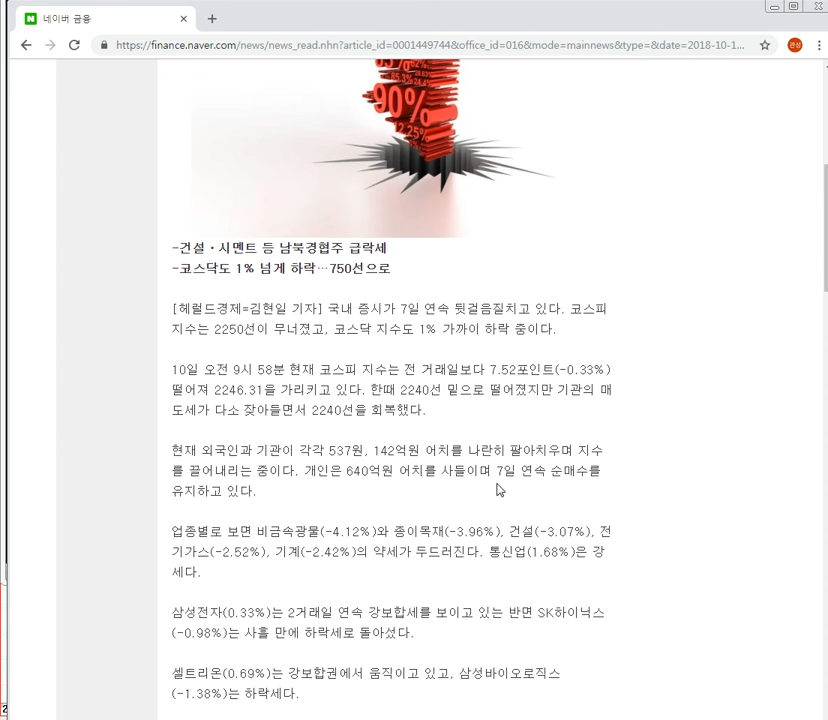 네이버 금융
https://finance.naver.com/news/news_read.nhn?article_id=0001449744&office_id=016&mode=mainnews&type=&date=2018-10-1...
90%
12.25%
-건설·시멘트 등 남북경협주 급락세
-코스닥도 1% 넘게 하락…750선으로
[헤럴드경제=김현일 기자] 국내 증시가 7일 연속 뒷걸음질치고 있다. 코스피
지수는 2250선이 무너졌고, 코스닥 지수도 1% 가까이 하락 중이다.
10일 오전 9시 58분 현재 코스피 지수는 전 거래일보다 7.52포인트(-0.33%)
떨어져 2246.31을 가리키고 있다. 한때 2240선 밑으로 떨어졌지만 기관의 매
도세가 다소 잦아들면서 2240선을 회복했다.
현재 외국인과 기관이 각각 537원, 142억원 어치를 나란히 팔아치우며 지수
를 끌어내리는 중이다. 개인은 640억원 어치를 사들이며 7일 연속 순매수를
유지하고 있다.
업종별로 보면 비금속광물(-4.12%)와 종이목재(-3.96%), 건설(-3.07%), 전
기가스(-2.52%), 기계(-2.42%)의 약세가 두드러진다. 통신업(1.68%)은 강
세다.
삼성전자(0.33%)는 2거래일 연속 강보합세를 보이고 있는 반면 SK하이닉스
(-0.98%)는 사흘 만에 하락세로 돌아섰다.
셀트리온(0.69%)는 강보합권에서 움직이고 있고, 삼성바이오로직스
(-1.38%)는 하락세다.
2